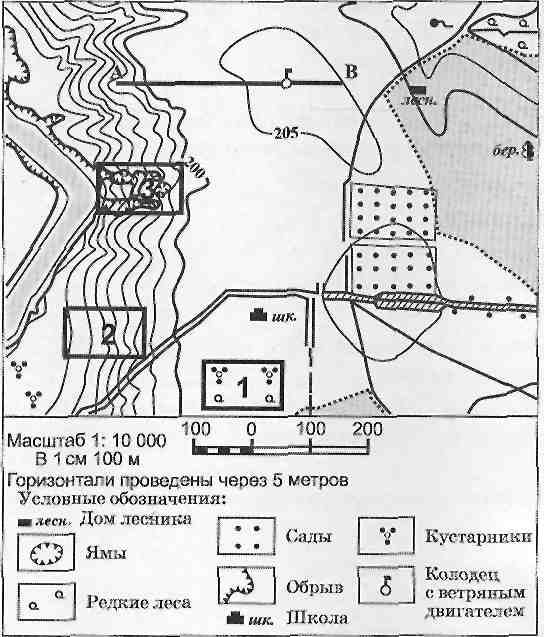 А
В
205
лесн.
бер.
3
200
2
шк.
1
Масштаб 1: 10 000
В 1 см 100 м
100 0 100 200
Горизонтали проведены через 5 метров
Условные обозначения:
лесн. Дом лесника
Сады
Кустарники
Ямы
Обрыв
Колодец
с ветряным
двигателем
Редкие леса
шк. Школа